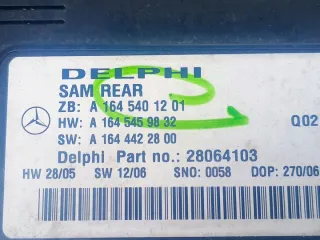 DELPHI
SAM REAR
ZB: A 164 540 12 01
HW: A 164 545 98 32 Q02
SW: A 164 442 28 00
Delphi Part no.: 28064103
HW 28/05 SW 12/06 SNO: 0058 DOP: 270/06